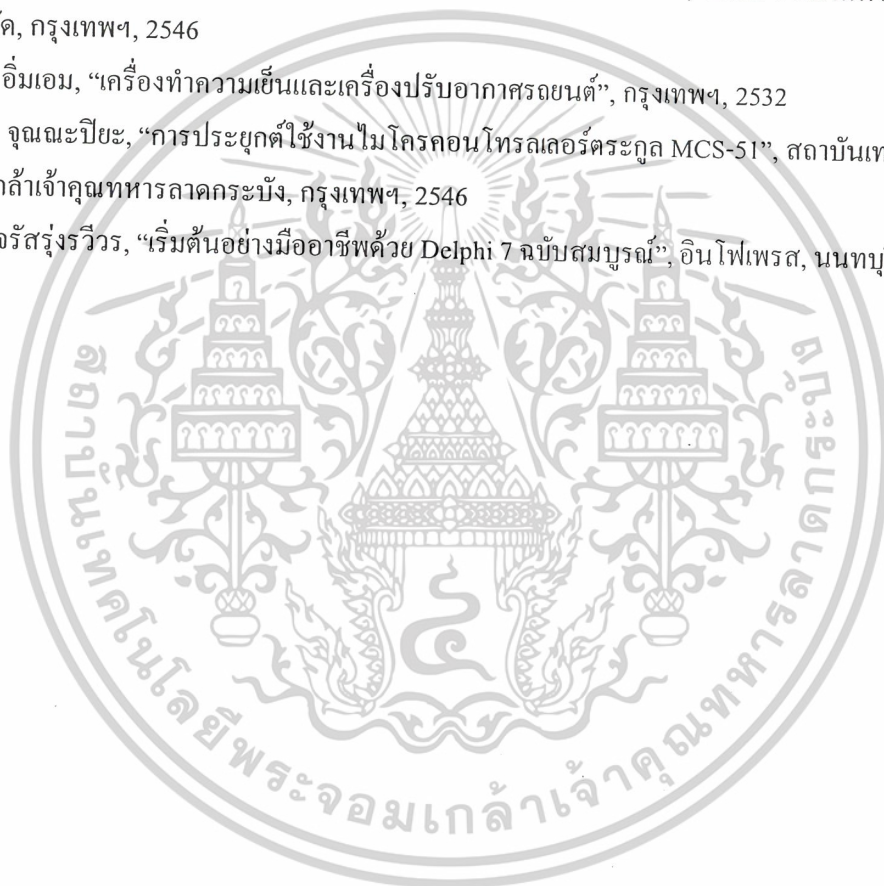 ัด, กรุงเทพฯ, 2546
อิ่มเอม, “เครื่องทำความเย็นและเครื่องปรับอากาศรถยนต์”, กรุงเทพฯ, 2532
จุณณะปิยะ, “การประยุกต์ใช้งานไมโครคอนโทรลเลอร์ตระกูล MCS-51”, สถาบันเท
กล้าเจ้าคุณทหารลาดกระบัง, กรุงเทพฯ, 2546
จรัสรุ่งรวีวร, “เริ่มต้นอย่างมืออาชีพด้วย Delphi 7 ฉบับสมบูรณ์”, อินโฟเพรส, นนทบุ
สถาบันเทคโนโลยีพระจอมเกล้าเจ้าคุณทหารลาดกระบัง
๔